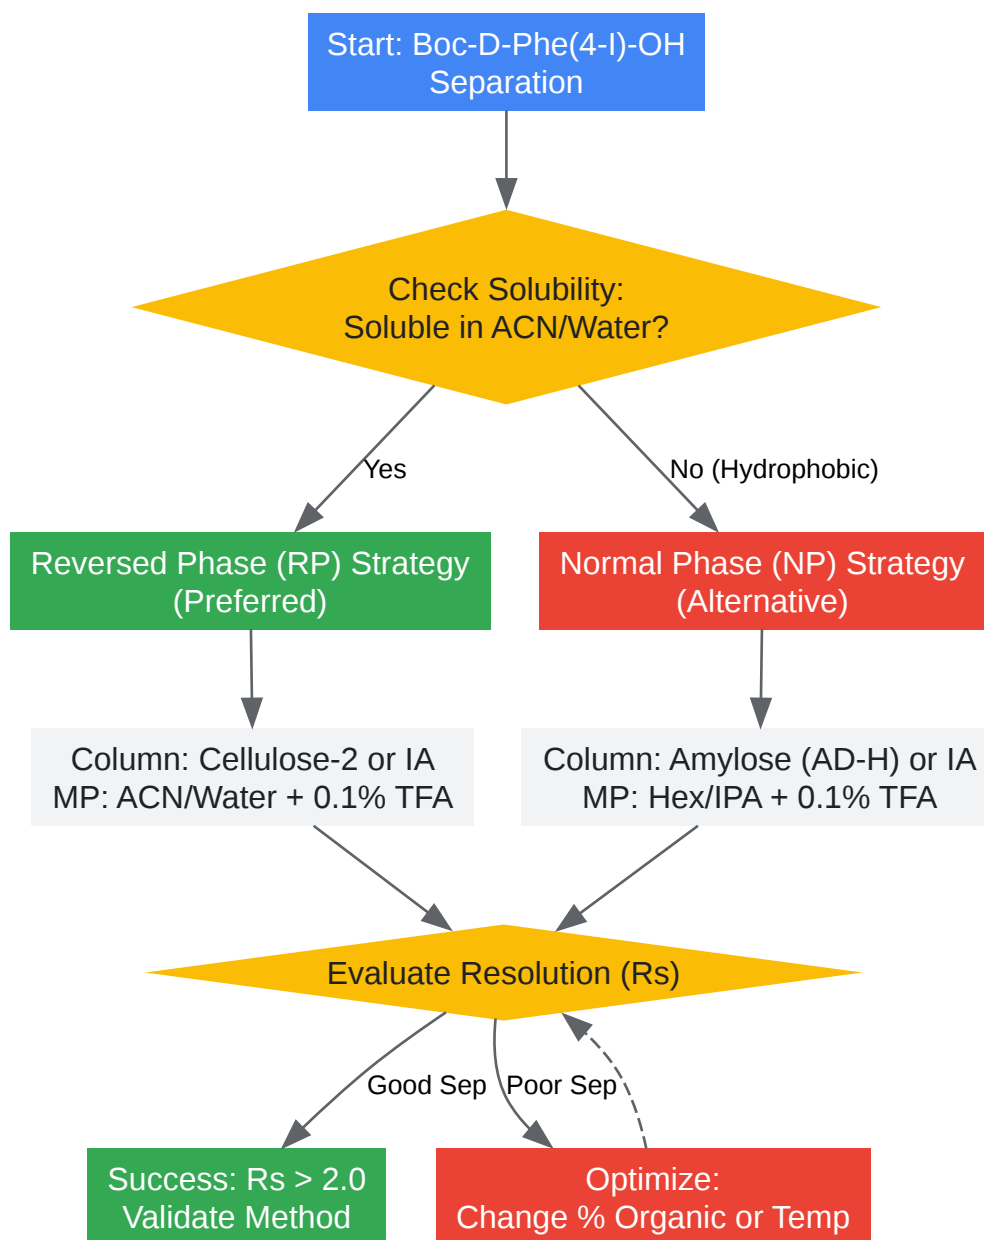 Start: Boc-D-Phe(4-I)-OH
Separation
Check Solubility:
Soluble in ACN/Water?
Yes
No (Hydrophobic)
Reversed Phase (RP) Strategy
(Preferred)
Normal Phase (NP) Strategy
(Alternative)
Column: Cellulose-2 or IA
MP: ACN/Water + 0.1% TFA
Column: Amylose (AD-H) or IA
MP: Hex/IPA + 0.1% TFA
Evaluate Resolution (Rs)
Good Sep
Poor Sep
Success: Rs > 2.0
Validate Method
Optimize:
Change % Organic or Temp